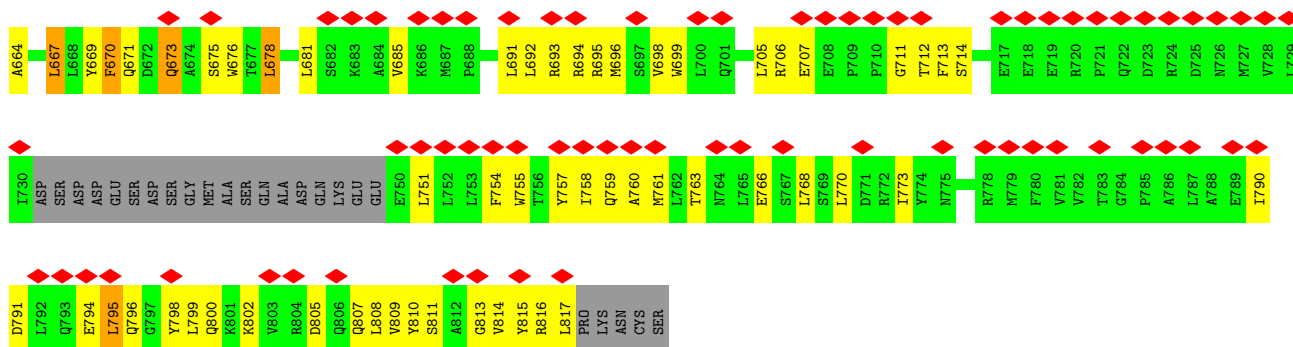 A664 L667 L668 Y669 F670 Q671 D672 Q673 A674 S675 W676 T677 L678 L681 S682 K683 A684 V685 K686 M687 P688 L691 L692 R693 R694 R695 M696 S697 V698 W699 L700 Q701 L705 R706 E707 E708 P709 P710 G711 T712 F713 S714 E717 E718 E719 R720 P721 Q722 D723 R724 D725 N726 M727 V728 L729
I730 ASP SER ASP ASP GLU SER ASP SER GLY MET ALA SER GLN ALA ASP GLN LYS GLU GLU E750 L751 L752 L753 F754 W755 T756 Y757 I758 Q759 A760 M761 L762 T763 N764 L765 E766 S767 L768 S769 L770 D771 R772 I773 Y774 N775 R778 M779 F780 V781 V782 T783 G784 P785 A786 L787 A788 E789 I790
D791 L792 Q793 E794 L795 Q796 G797 Y798 L799 Q800 K801 K802 V803 R804 D805 Q806 Q807 L808 V809 Y810 S811 A812 G813 V814 Y815 R816 L817 PRO LYS ASN CYS SER